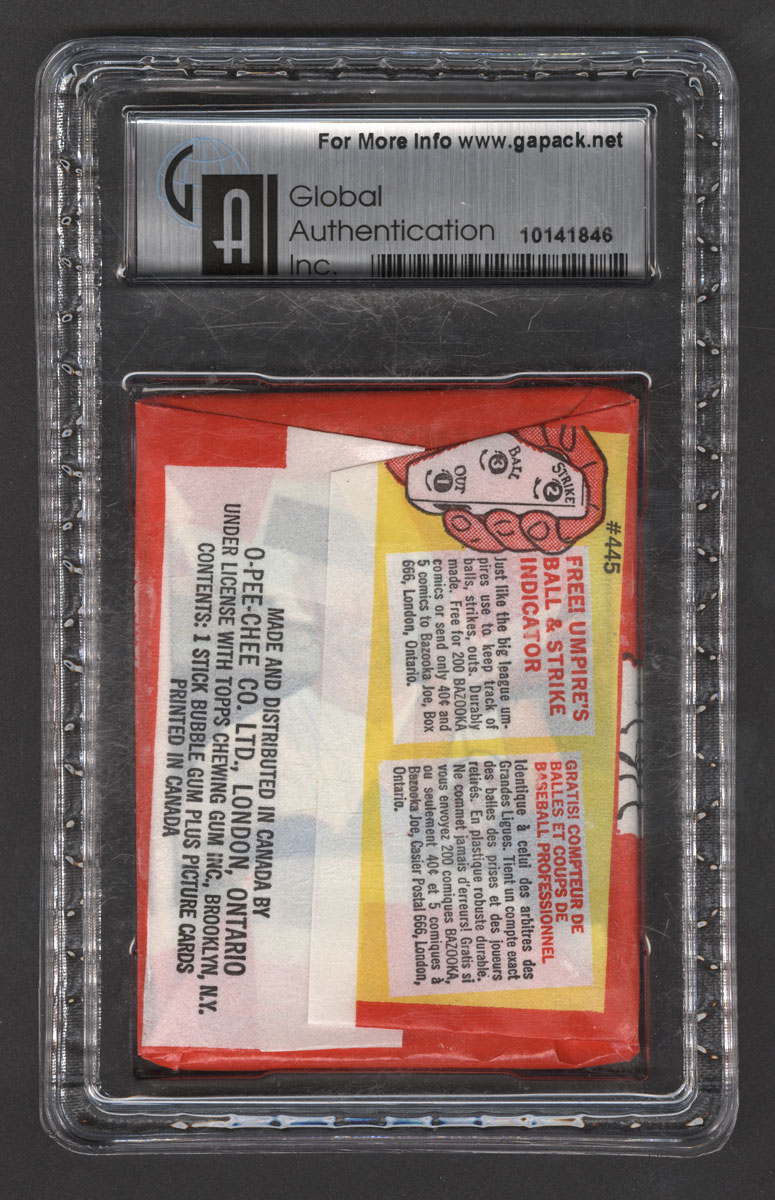 For More Info www.gapack.net
GA
Global
Authentication
Inc.
10141846
OUT
1
BALL
3
STRIKE
2
#445
FREE! UMPIRE'S
BALL & STRIKE
INDICATOR
Just like the big league um-
pires use to keep track of
balls, strikes, outs. Durably
made. Free for 200 BAZOOKA
comics or send only 40¢ and
5 comics to Bazooka Joe, Box
666, London, Ontario.
GRATIS! COMPTEUR DE
BALLES ET COUPS DE
BASEBALL PROFESSIONNEL
Identique à celui des arbitres des
Grandes Ligues. Tient un compte exact
des balles des prises et des joueurs
retirés. En plastique robuste durable.
Ne commet jamais d'erreurs! Gratis si
vous envoyez 200 comiques BAZOOKA,
ou seulement 40¢ et 5 comiques à
Bazooka Joe, Casier Postal 666, London,
Ontario.
MADE AND DISTRIBUTED IN CANADA BY
O-PEE-CHEE CO. LTD., LONDON, ONTARIO
UNDER LICENSE WITH TOPPS CHEWING GUM INC., BROOKLYN, N.Y.
CONTENTS: 1 STICK BUBBLE GUM PLUS PICTURE CARDS
PRINTED IN CANADA